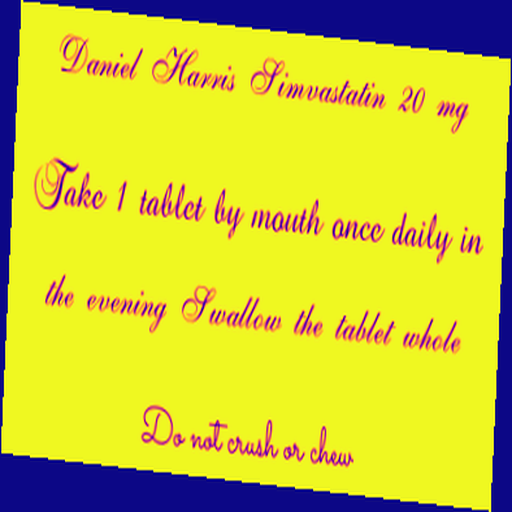 Daniel Harris Simvastatin 20 mg
Take 1 tablet by mouth once daily in
the evening Swallow the tablet whole
Do not crush or chew